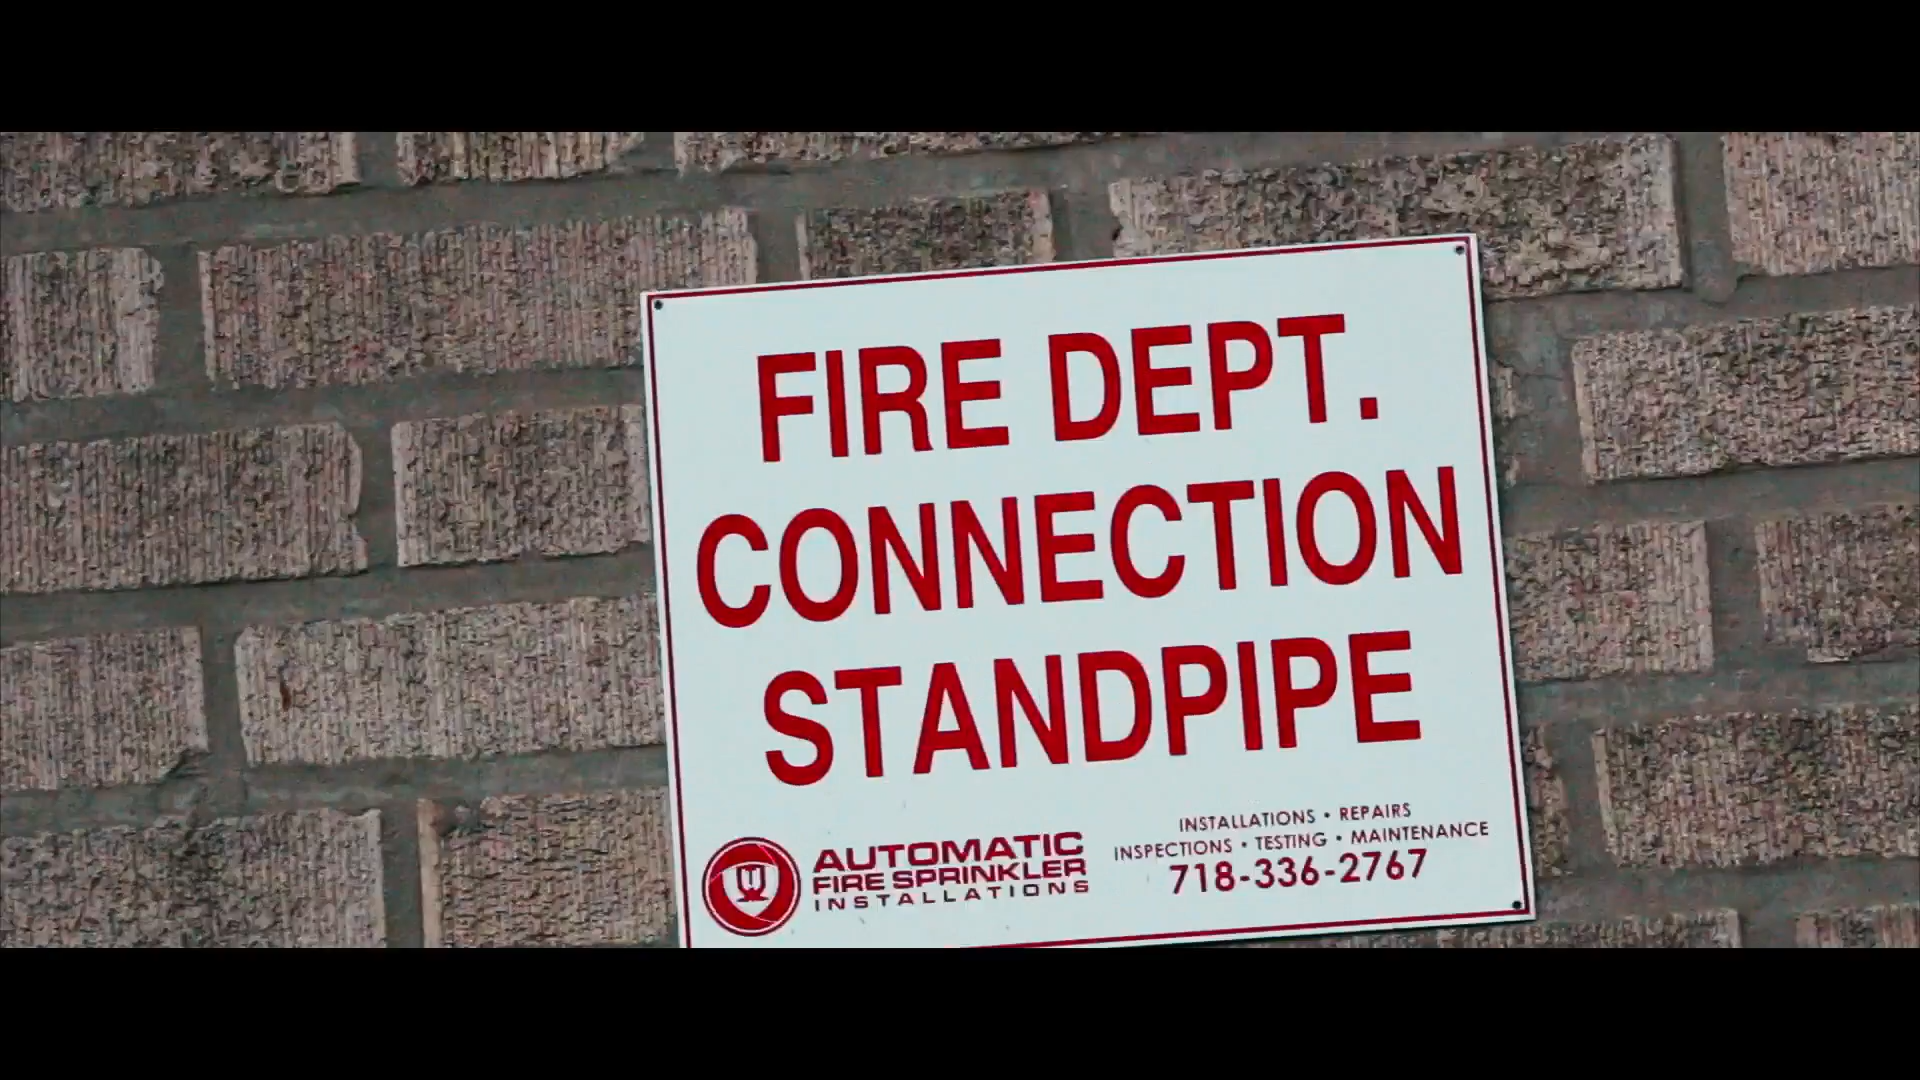 FIRE DEPT.
CONNECTION
STANDPIPE
AUTOMATIC
FIRE SPRINKLER
INSTALLATIONS
INSTALLATIONS • REPAIRS
INSPECTIONS • TESTING • MAINTENANCE
718-336-2767